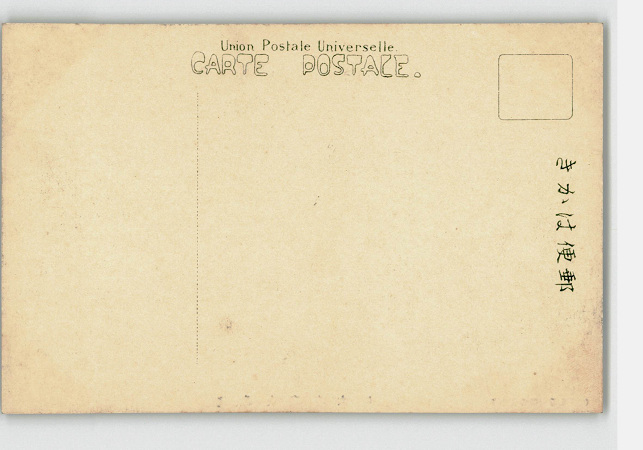 Union Postale Universelle.
CARTE POSTALE.
きかは便郵